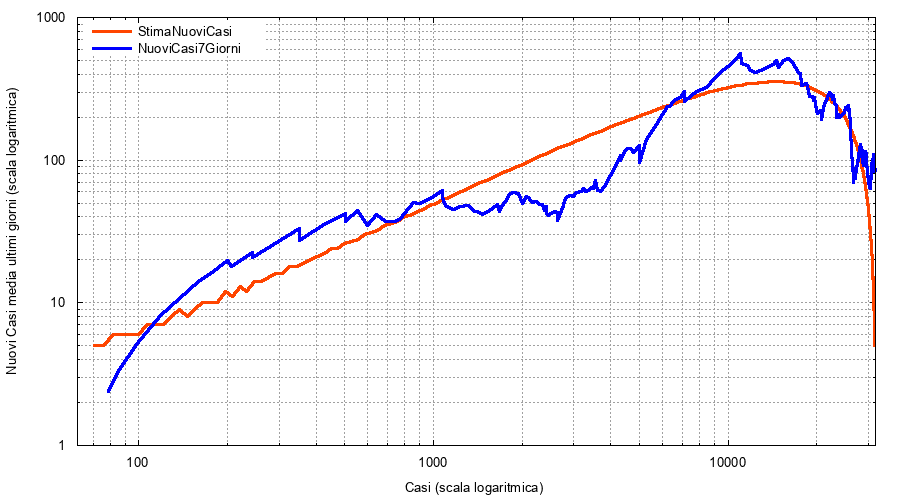 StimaNuoviCasi
NuoviCasi7Giorni
Nuovi Casi media ultimi giorni (scala logaritmica)
1000
100
10
1
100
1000
10000
Casi (scala logaritmica)